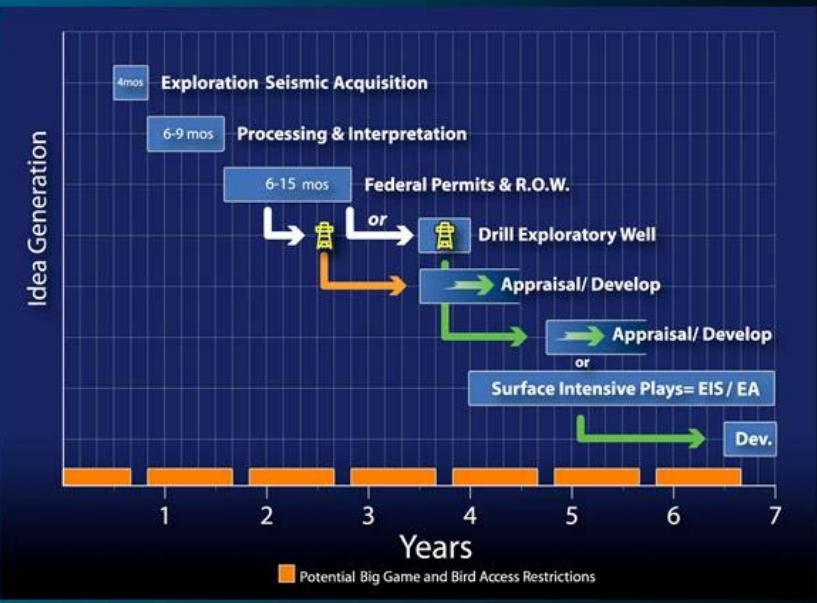 Idea Generation
4mos Exploration Seismic Acquisition
6-9 mos Processing & Interpretation
6-15 mos Federal Permits & R.O.W.
or
Drill Exploratory Well
Appraisal/ Develop
Appraisal/ Develop
or
Surface Intensive Plays= EIS / EA
Dev.
1 2 3 4 5 6 7
Years
Potential Big Game and Bird Access Restrictions